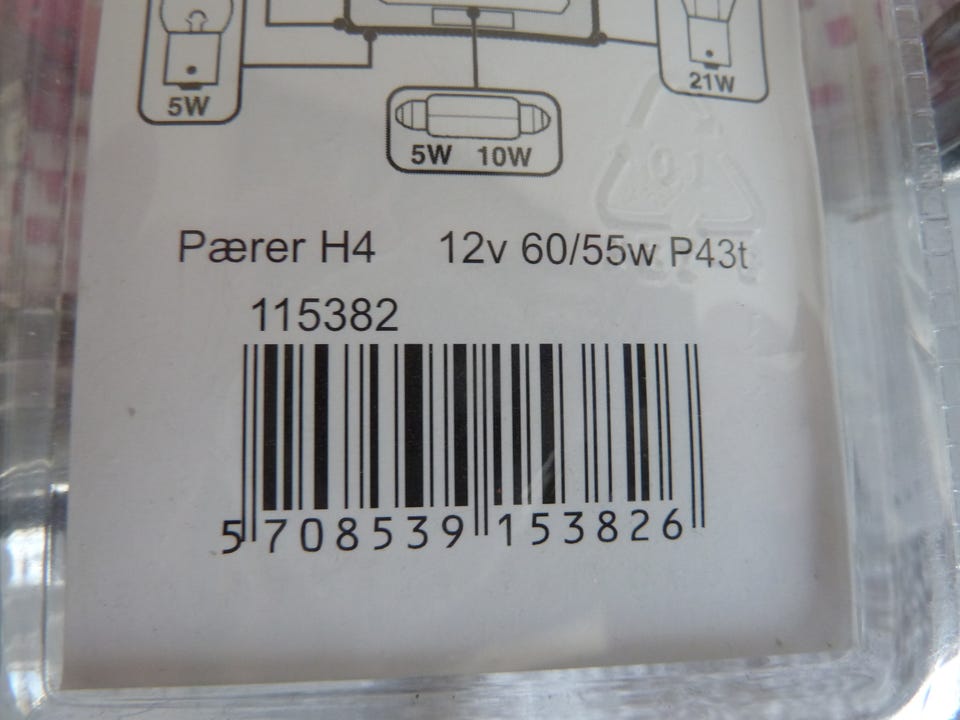 5W
21W
5W 10W
Pærer H4 12v 60/55w P43t
115382
5 708539 153826